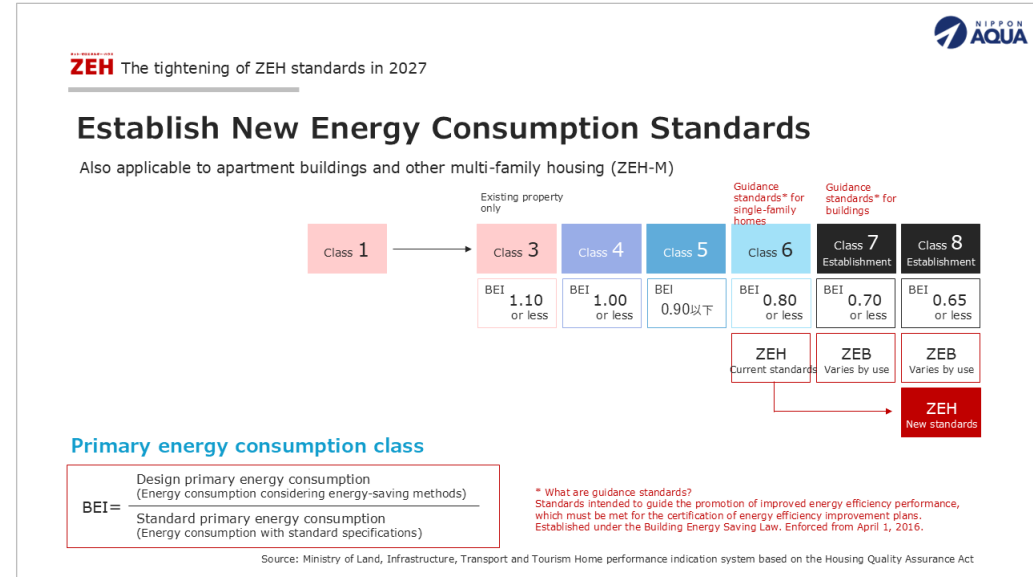 NIPPON
AQUA
ZEH The tightening of ZEH standards in 2027
Establish New Energy Consumption Standards
Also applicable to apartment buildings and other multi-family housing (ZEH-M)
Existing property
only
Guidance
standards* for
single-family
homes
Guidance
standards* for
buildings
Class 1
Class 3
Class 4
Class 5
Class 6
Class 7
Establishment
Class 8
Establishment
BEI
1.10
or less
BEI
1.00
or less
BEI
0.90以下
BEI
0.80
or less
BEI
0.70
or less
BEI
0.65
or less
ZEH
Current standards
ZEB
Varies by use
ZEB
Varies by use
ZEH
New standards
Primary energy consumption class
BEI=
Design primary energy consumption
(Energy consumption considering energy-saving methods)
Standard primary energy consumption
(Energy consumption with standard specifications)
* What are guidance standards?
Standards intended to guide the promotion of improved energy efficiency performance,
which must be met for the certification of energy efficiency improvement plans.
Established under the Building Energy Saving Law. Enforced from April 1, 2016.
Source: Ministry of Land, Infrastructure, Transport and Tourism Home performance indication system based on the Housing Quality Assurance Act